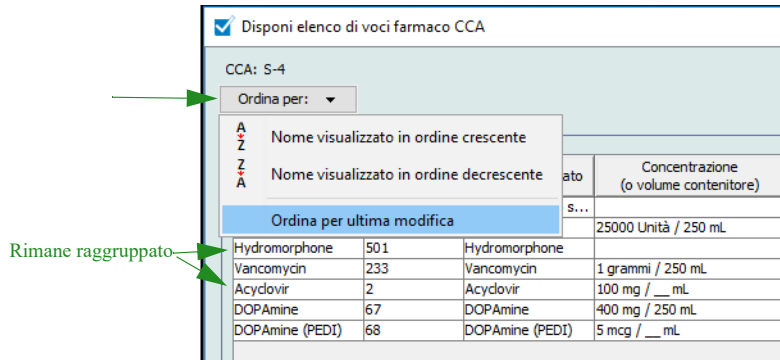 Disponi elenco di voci farmaco CCA
CCA: S-4
Ordina per:
A Z Nome visualizzato in ordine crescente
Z A Nome visualizzato in ordine decrescente
Ordina per ultima modifica
ato Concentrazione
(o volume contenitore)
s...
25000 Unità / 250 mL
Rimane raggruppato
Hydromorphone 501 Hydromorphone
Vancomycin 233 Vancomycin 1 grammi / 250 mL
Acyclovir 2 Acyclovir 100 mg / __ mL
DOPAmine 67 DOPAmine 400 mg / 250 mL
DOPAmine (PEDI) 68 DOPAmine (PEDI) 5 mcg / __ mL